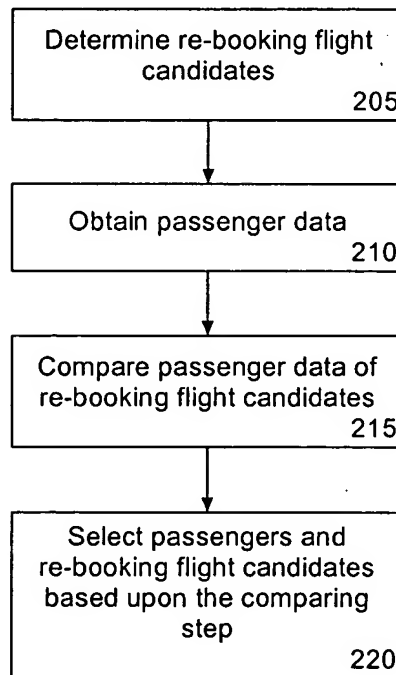 Determine re-booking flight
candidates
205
Obtain passenger data
210
Compare passenger data of
re-booking flight candidates
215
Select passengers and
re-booking flight candidates
based upon the comparing
step
220